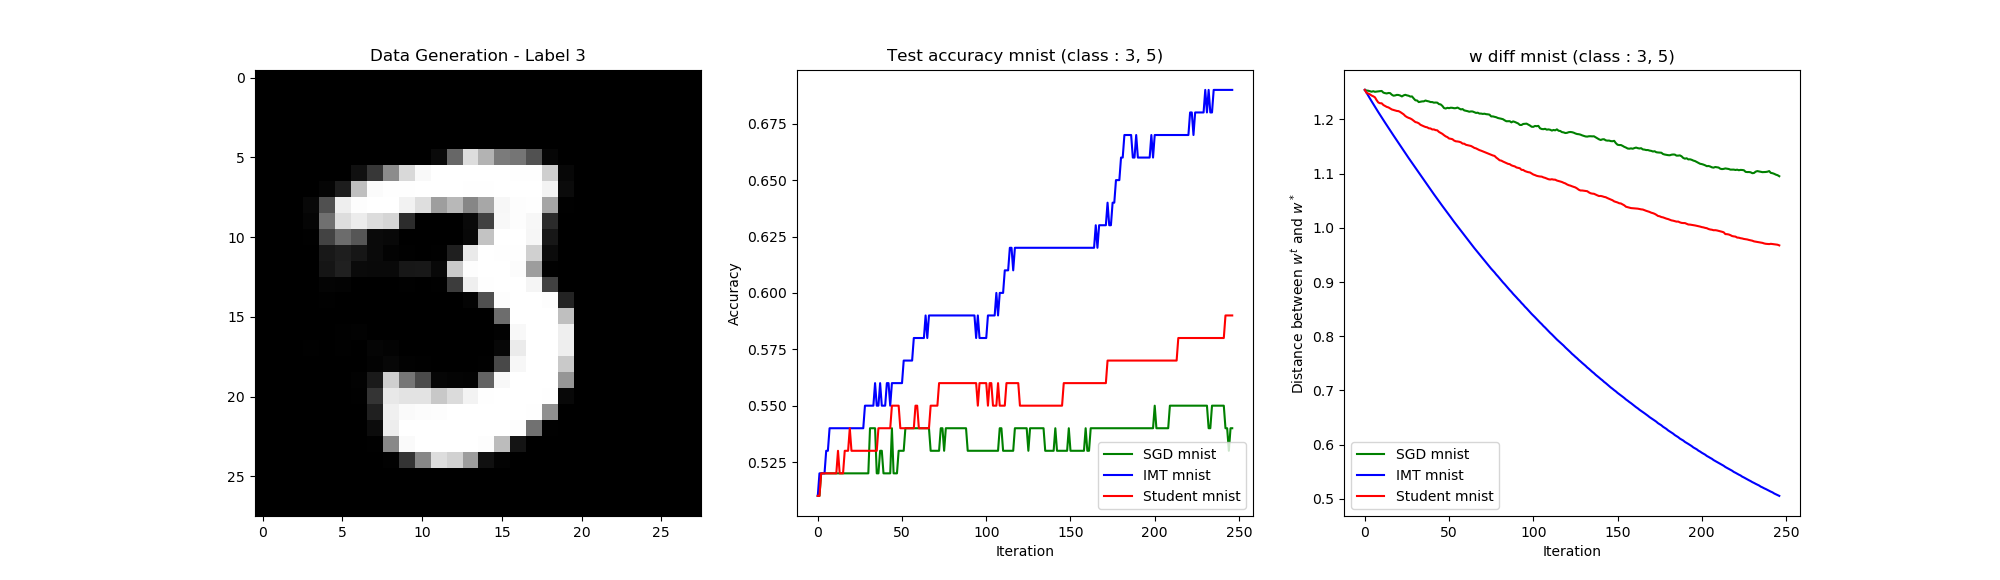 Data Generation - Label 3
0
5
10
15
20
25
0 5 10 15 20 25
Test accuracy mnist (class : 3, 5)
Accuracy
0.675
0.650
0.625
0.600
0.575
0.550
0.525
SGD mnist
IMT mnist
Student mnist
0 50 100 150 200 250
Iteration
w diff mnist (class : 3, 5)
Distance between w^t and w^*
1.2
1.1
1.0
0.9
0.8
0.7
0.6
0.5
SGD mnist
IMT mnist
Student mnist
0 50 100 150 200 250
Iteration